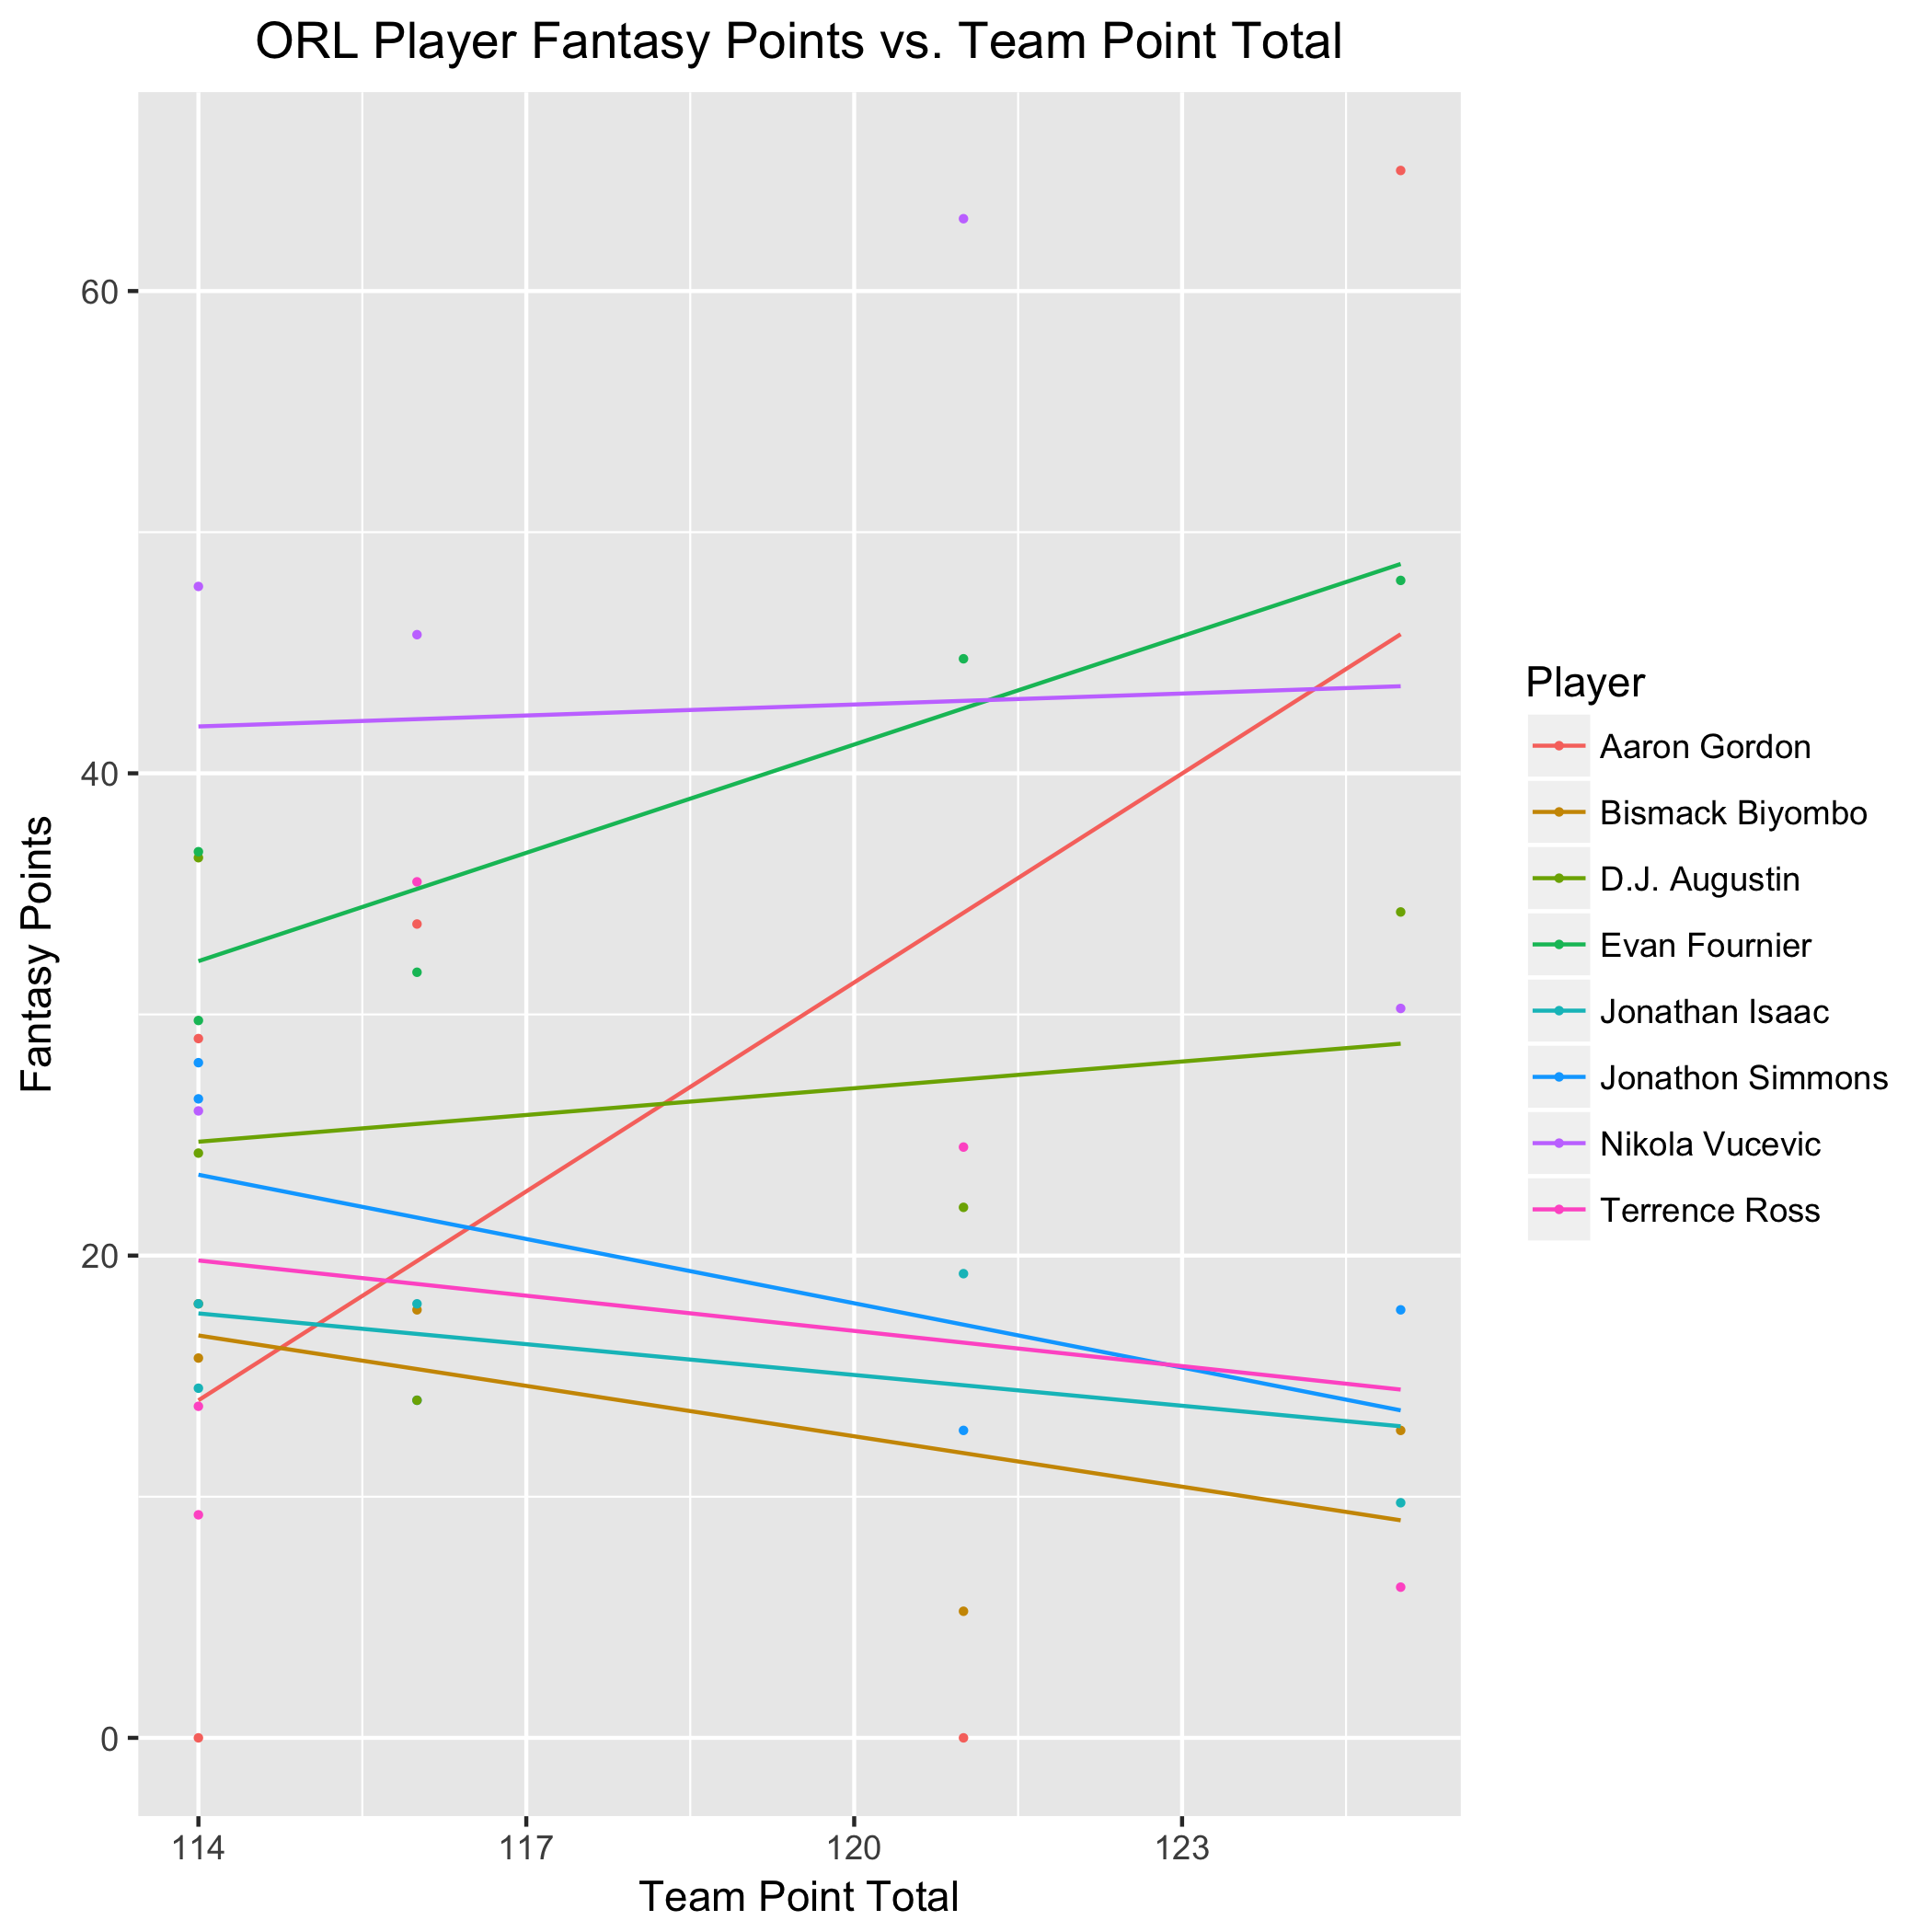 ORL Player Fantasy Points vs. Team Point Total
60
40
20
0
Fantasy Points
114
117
120
123
Team Point Total
Player
Aaron Gordon
Bismack Biyombo
D.J. Augustin
Evan Fournier
Jonathan Isaac
Jonathon Simmons
Nikola Vucevic
Terrence Ross